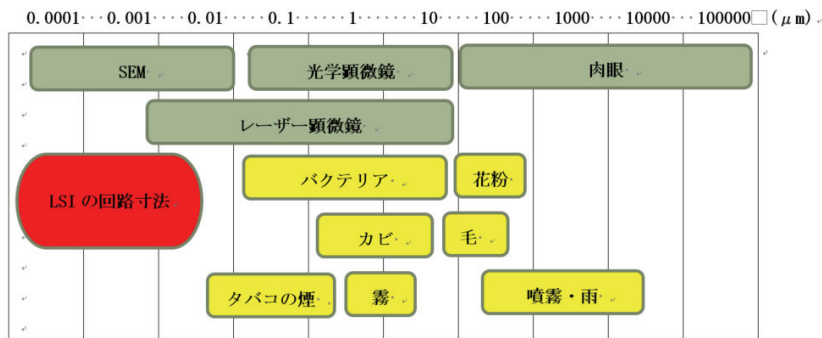 0.0001‥‥0.001‥‥0.01‥‥0.1‥‥1‥‥10‥‥100‥‥1000‥‥10000‥‥100000□(μm)
SEM 光学顕微鏡 肉眼
レーザー顕微鏡
LSIの回路寸法 バクテリア 花粉
カビ 毛
タバコの煙 霧 噴霧・雨